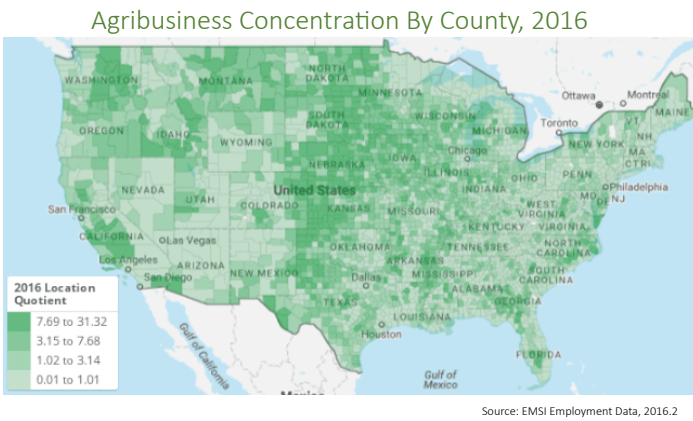 Agribusiness Concentration By County, 2016
WASHINGTON
MONTANA
NORTH
DAKOTA
MINNESOTA
Ottawa
Montreal
MAINE
OREGON
IDAHO
SOUTH
DAKOTA
WISCONSIN
MICHIGAN
Toronto
VT
NH
WYOMING
NEW YORK
MA
CT RI
NEBRASKA
IOWA
Chicago
ILLINOIS
INDIANA
OHIO
PENN
Philadelphia
MD
DE
NJ
NEVADA
UTAH
COLORADO
United States
KANSAS
MISSOURI
WEST
VIRGINIA
VIRGINIA
KENTUCKY
San Francisco
CALIFORNIA
Las Vegas
Los Angeles
San Diego
ARIZONA
NEW MEXICO
OKLAHOMA
ARKANSAS
TENNESSEE
NORTH
CAROLINA
SOUTH
CAROLINA
MISSISSIPPI
ALABAMA
GEORGIA
Dallas
TEXAS
LOUISIANA
Houston
FLORIDA
Gulf of
Mexico
Gulf of California
Mexico
2016 Location
Quotient
7.69 to 31.32
3.15 to 7.68
1.02 to 3.14
0.01 to 1.01
Source: EMSI Employment Data, 2016.2